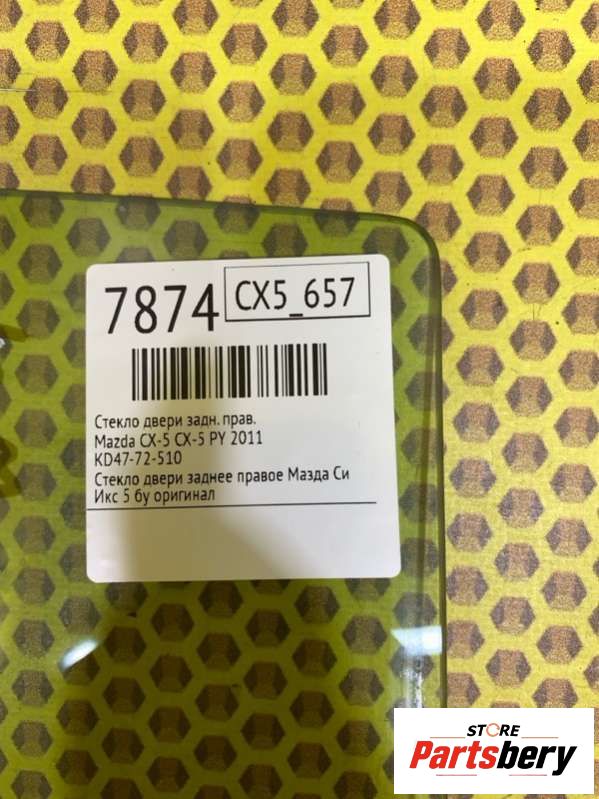 7874
CX5_657
Стекло двери задн. прав.
Mazda CX-5 CX-5 PY 2011
KD47-72-510
Стекло двери заднее правое Мазда Си
Икс 5 бу оригинал
STORE
Partsbery